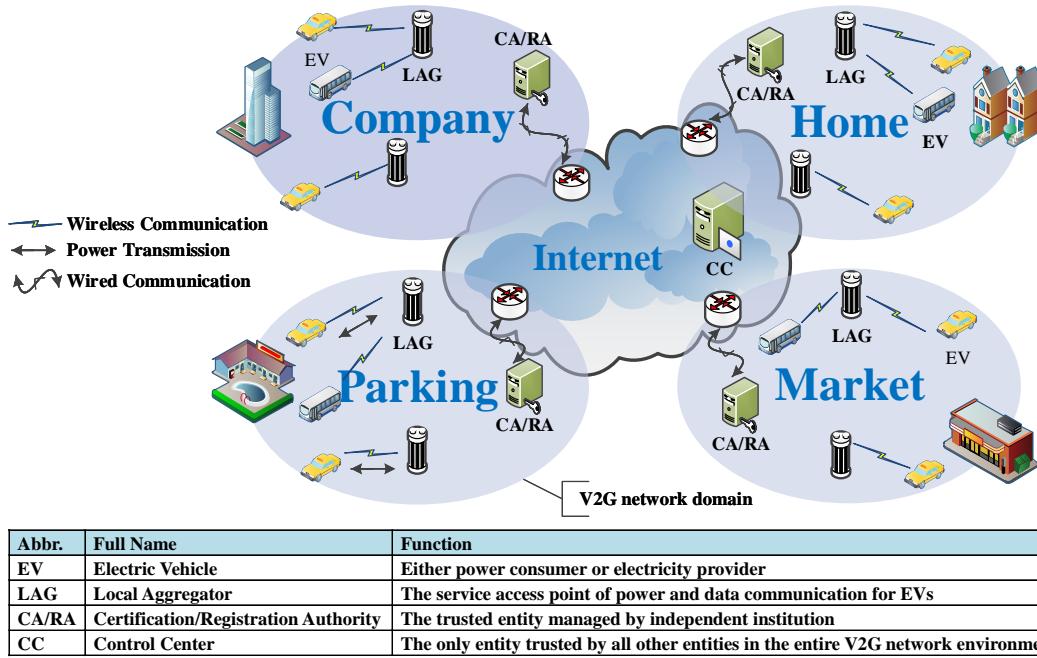 EV
LAG
CA/RA
Company
LAG
CA/RA
Home
EV
Wireless Communication
Power Transmission
Wired Communication
Internet
CC
LAG
Parking
CA/RA
LAG
EV
Market
CA/RA
V2G network domain
Abbr. Full Name Function
EV Electric Vehicle Either power consumer or electricity provider
LAG Local Aggregator The service access point of power and data communication for EVs
CA/RA Certification/Registration Authority The trusted entity managed by independent institution
CC Control Center The only entity trusted by all other entities in the entire V2G network